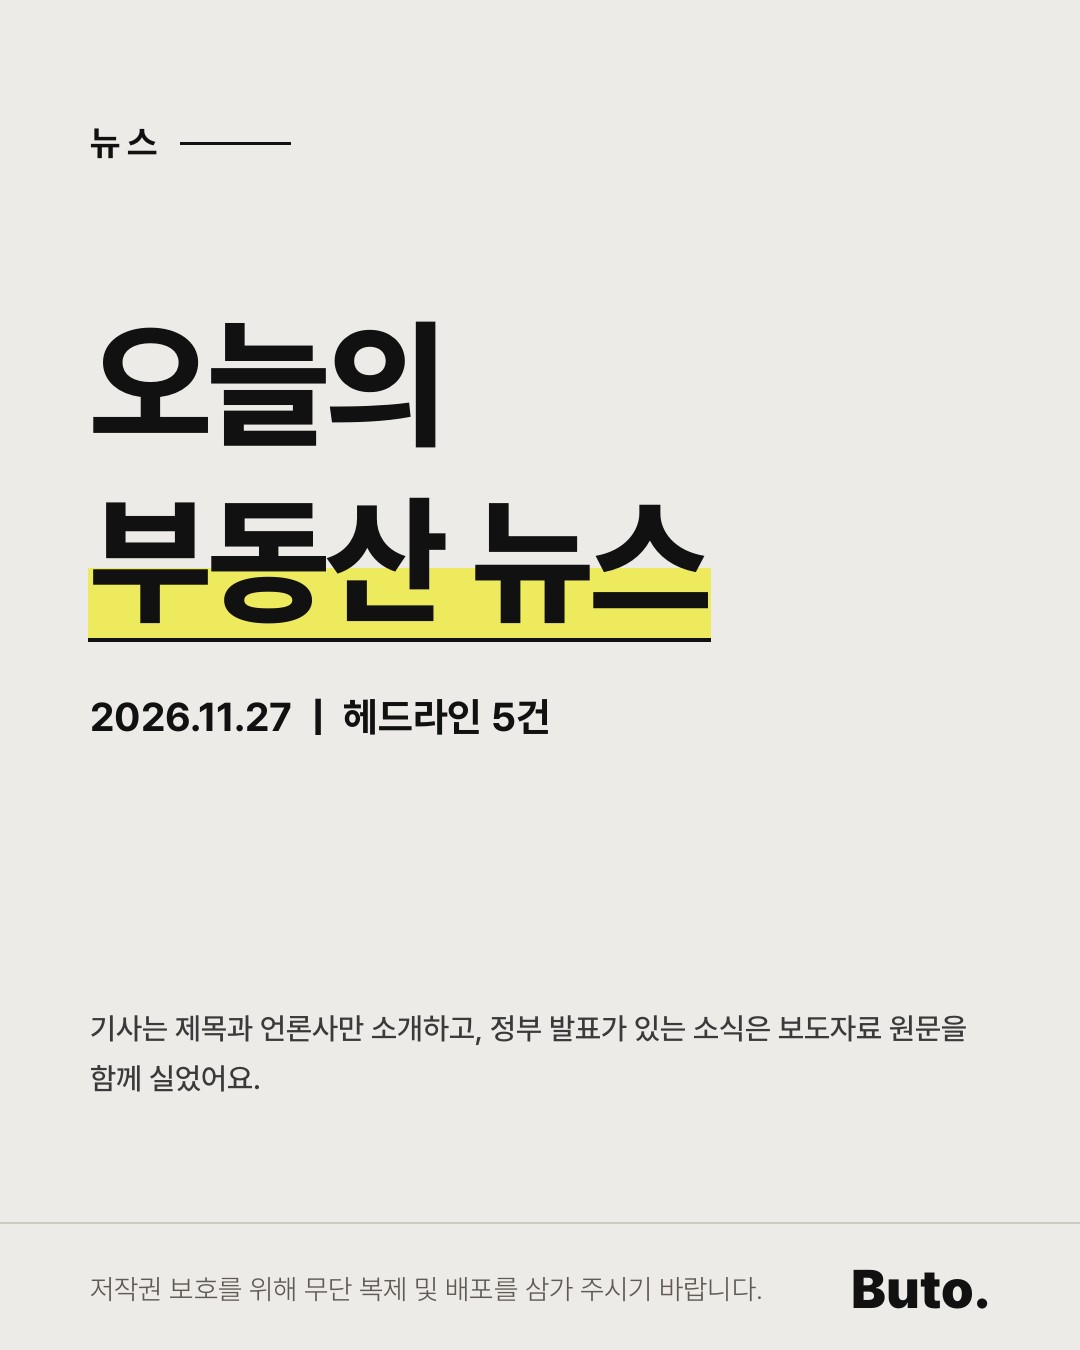 뉴스
오늘의
부동산 뉴스
2026.11.27 | 헤드라인 5건
기사는 제목과 언론사만 소개하고, 정부 발표가 있는 소식은 보도자료 원문을
함께 실었어요.
저작권 보호를 위해 무단 복제 및 배포를 삼가 주시기 바랍니다.
Buto.